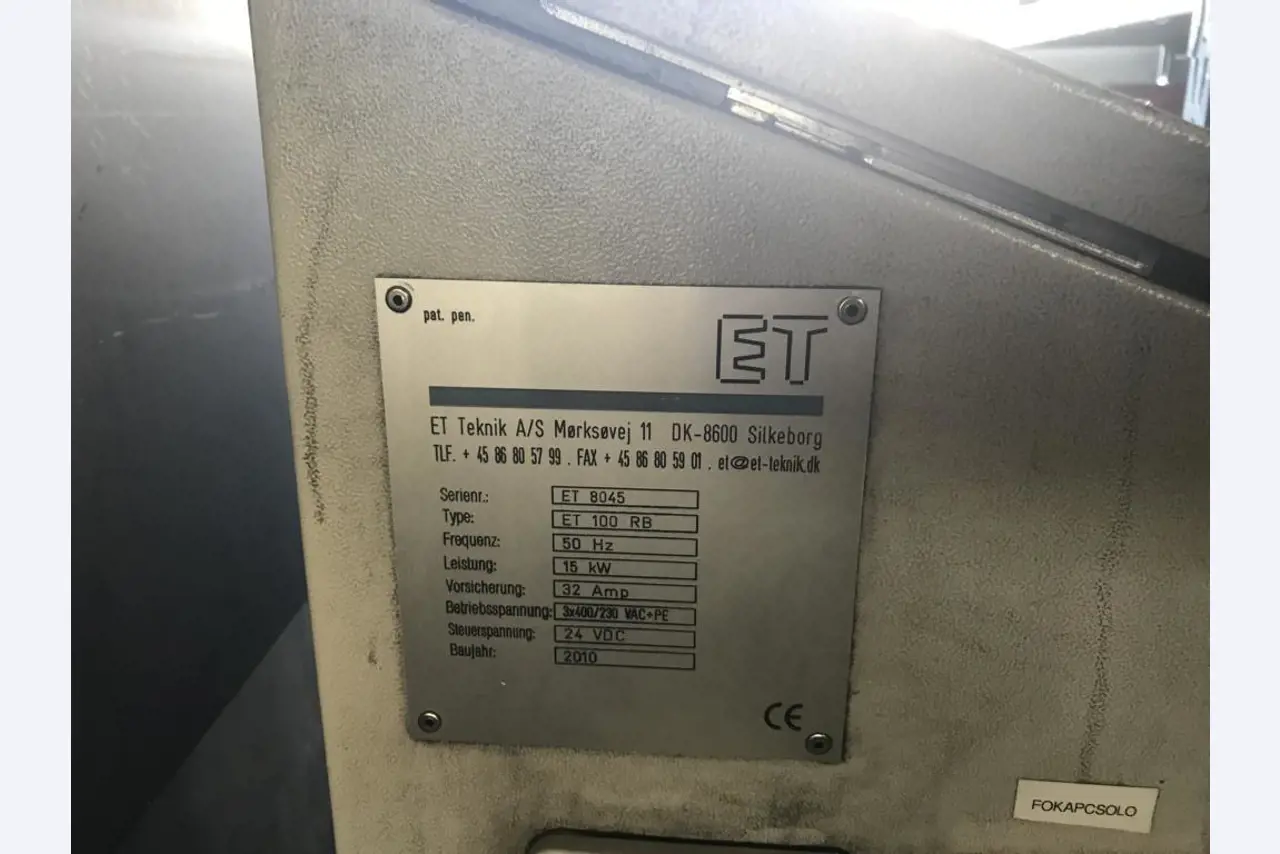 pat. pen.
ET
ET Teknik A/S Mørksøvej 11 DK-8600 Silkeborg
TLF. + 45 86 80 57 99 . FAX + 45 86 80 59 01 . et@et-teknik.dk
Serienr.: ET 8045
Type: ET 100 RB
Frequenz: 50 Hz
Leistung: 15 kW
Vorsicherung: 32 Amp
Betriebsspannung: 3x400/230 VAC+PE
Steuerspannung: 24 VDC
Baujahr: 2010
CE
FOKAPCSOLO